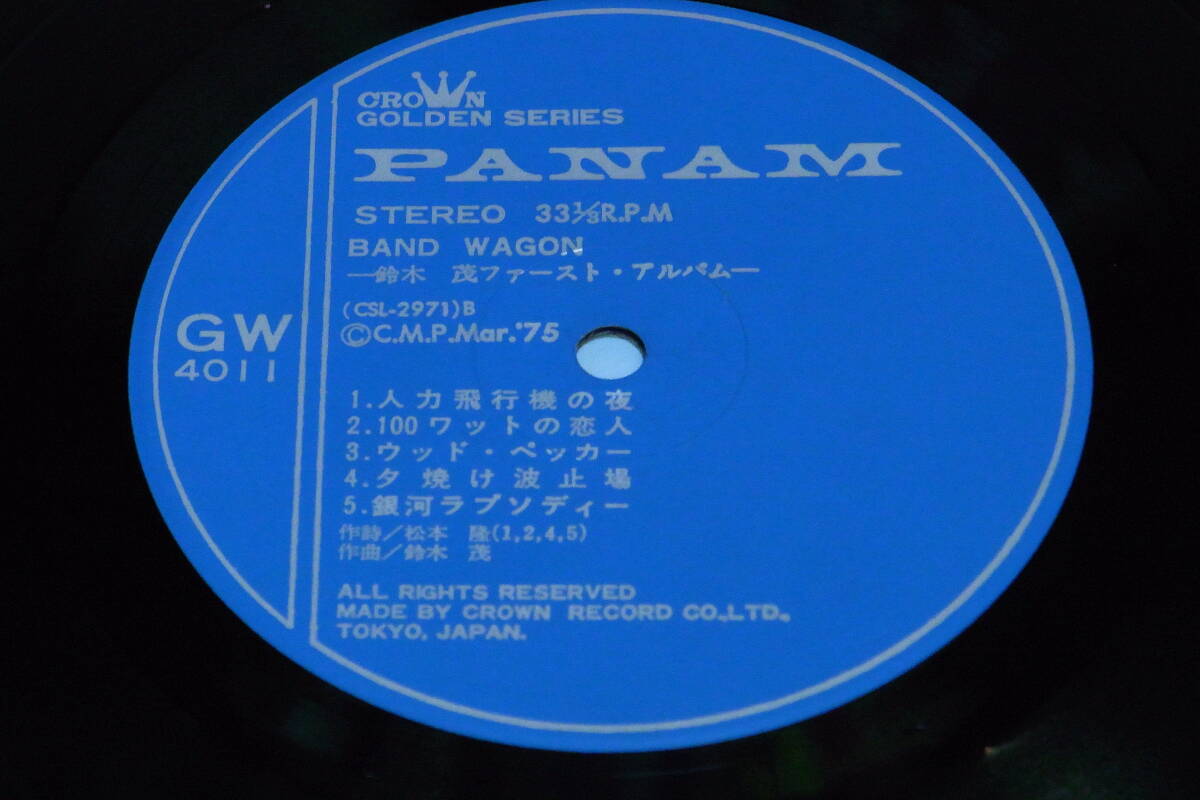 CROWN
GOLDEN SERIES
PANAM
STEREO 33⅓R.P.M
BAND WAGON
—鈴木 茂ファースト・アルバム—
(CSL-2971)B
©C.M.P.Mar.'75
GW
4011
1.人力飛行機の夜
2.100ワットの恋人
3.ウッド・ペッカー
4.夕焼け波止場
5.銀河ラプソディー
作詩/松本 隆(1,2,4,5)
作曲/鈴木 茂
ALL RIGHTS RESERVED
MADE BY CROWN RECORD CO.,LTD.,
TOKYO, JAPAN.